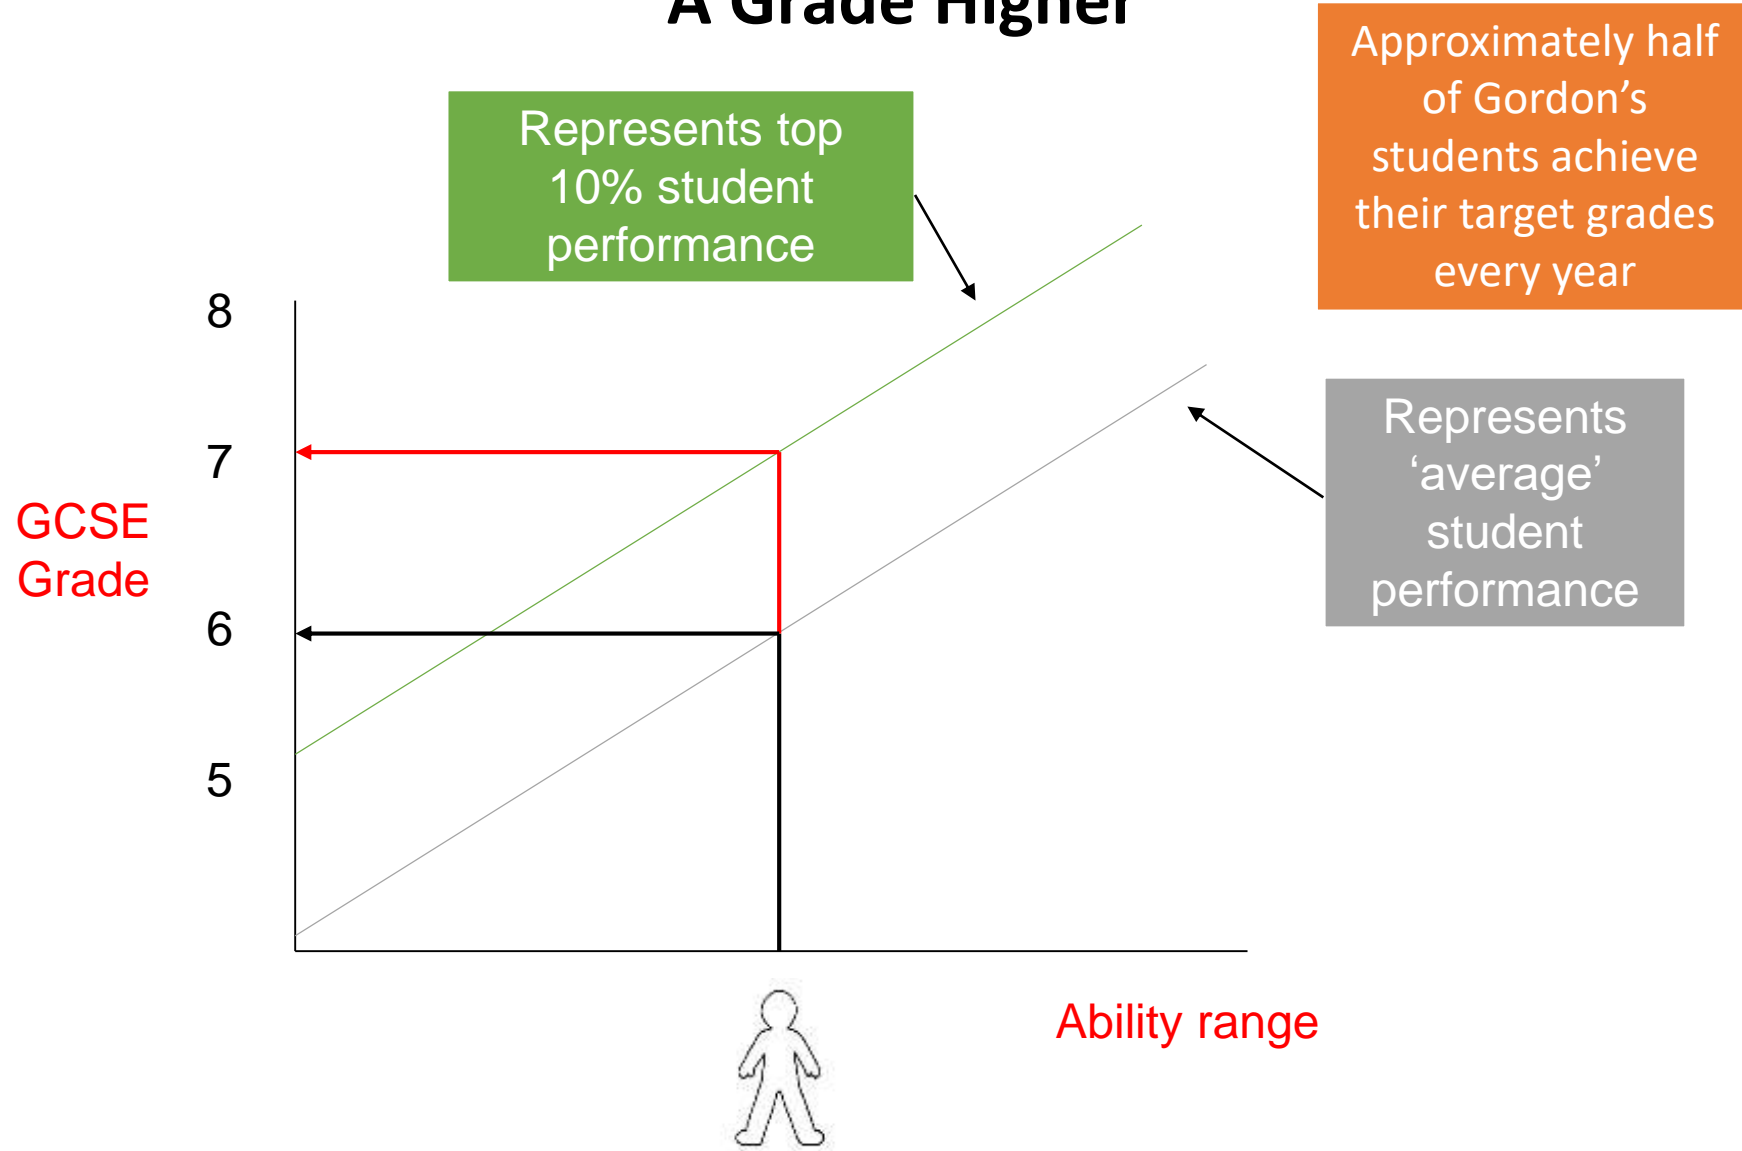 A Grade Higher
Approximately half
of Gordon’s
students achieve
their target grades
every year
Represents top
10% student
performance
8
7
6
5
GCSE
Grade
Represents
‘average’
student
performance
Ability range